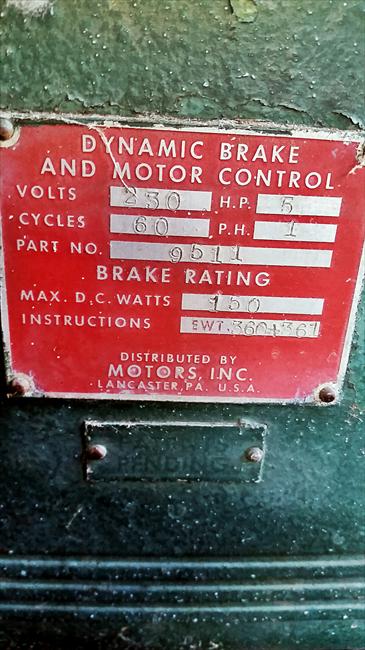 DYNAMIC BRAKE
AND MOTOR CONTROL
VOLTS 230 H.P. 5
CYCLES 60 P.H. 1
PART NO. 9511
BRAKE RATING
MAX. D.C. WATTS 150
INSTRUCTIONS EWT. 360+361
DISTRIBUTED BY
MOTORS, INC.
LANCASTER, PA. U.S.A.
PENDING